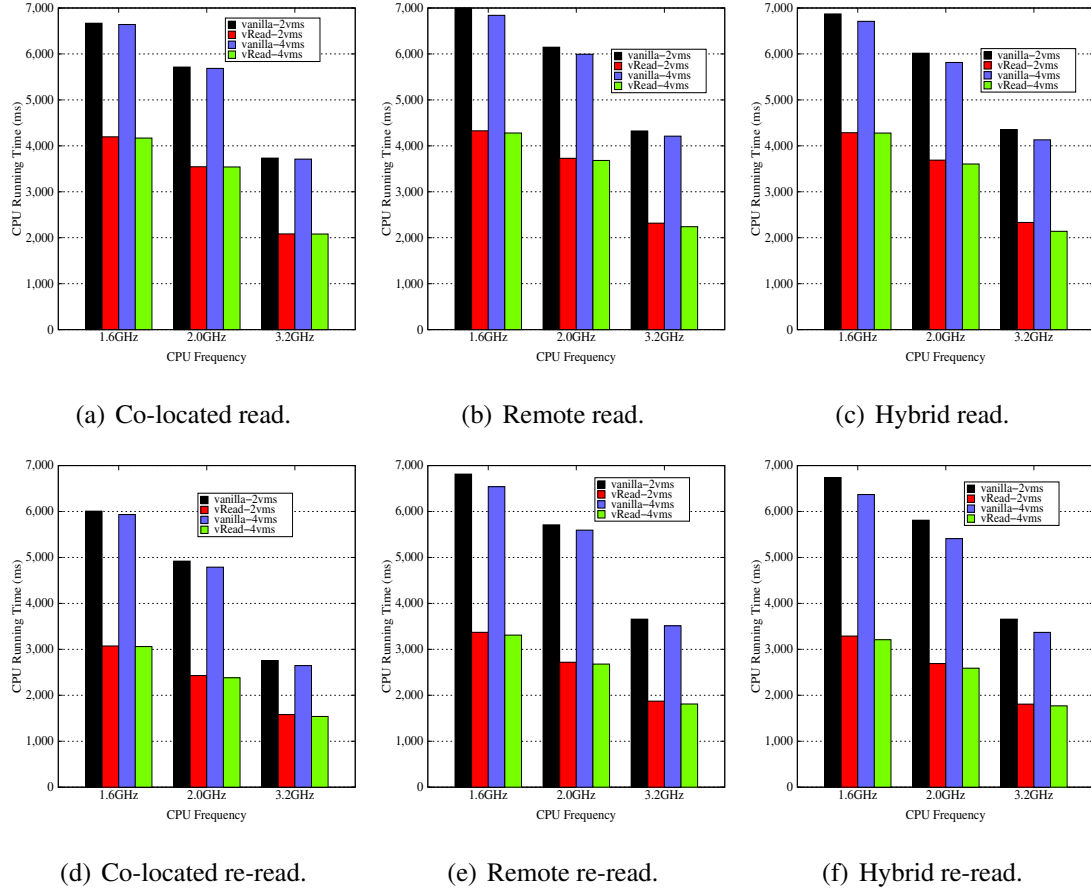 7,000
6,000
5,000
4,000
3,000
2,000
1,000
0
CPU Running Time (ms)
vanilla−2vms
vRead−2vms
vanilla−4vms
vRead−4vms
1.6GHz 2.0GHz 3.2GHz
CPU Frequency
(a) Co-located read.
7,000
6,000
5,000
4,000
3,000
2,000
1,000
0
CPU Running Time (ms)
vanilla−2vms
vRead−2vms
vanilla−4vms
vRead−4vms
1.6GHz 2.0GHz 3.2GHz
CPU Frequency
(b) Remote read.
7,000
6,000
5,000
4,000
3,000
2,000
1,000
0
CPU Running Time (ms)
vanilla−2vms
vRead−2vms
vanilla−4vms
vRead−4vms
1.6GHz 2.0GHz 3.2GHz
CPU Frequency
(c) Hybrid read.
7,000
6,000
5,000
4,000
3,000
2,000
1,000
0
CPU Running Time (ms)
vanilla−2vms
vRead−2vms
vanilla−4vms
vRead−4vms
1.6GHz 2.0GHz 3.2GHz
CPU Frequency
(d) Co-located re-read.
7,000
6,000
5,000
4,000
3,000
2,000
1,000
0
CPU Running Time (ms)
vanilla−2vms
vRead−2vms
vanilla−4vms
vRead−4vms
1.6GHz 2.0GHz 3.2GHz
CPU Frequency
(e) Remote re-read.
7,000
6,000
5,000
4,000
3,000
2,000
1,000
0
CPU Running Time (ms)
vanilla−2vms
vRead−2vms
vanilla−4vms
vRead−4vms
1.6GHz 2.0GHz 3.2GHz
CPU Frequency
(f) Hybrid re-read.